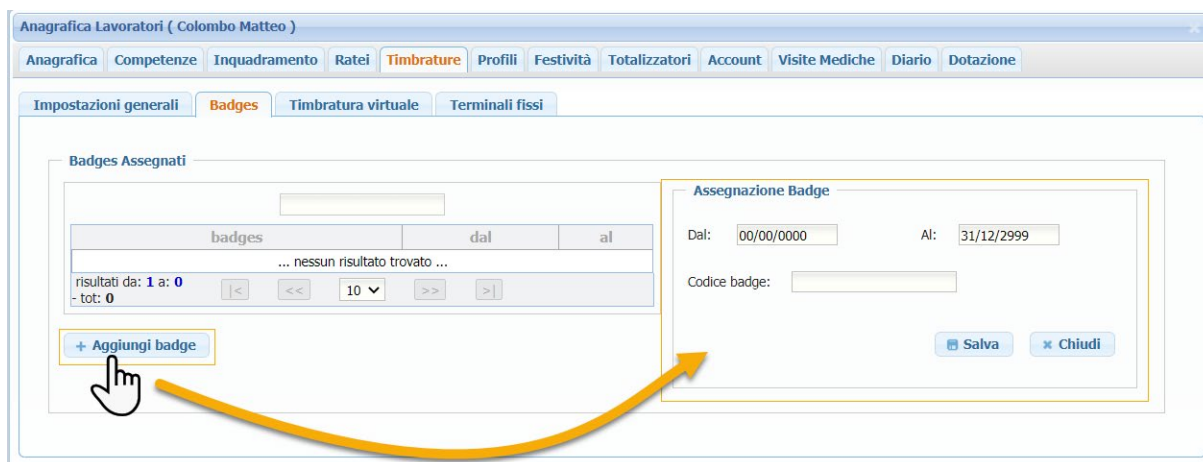 Anagrafica Lavoratori ( Colombo Matteo )
Anagrafica Competenze Inquadramento Ratei Timbrature Profili Festività Totalizzatori Account Visite Mediche Diario Dotazione
Impostazioni generali Badges Timbratura virtuale Terminali fissi
Badges Assegnati
badges dal al
... nessun risultato trovato ...
risultati da: 1 a: 0
- tot: 0
|< << 10 >> >|
+ Aggiungi badge
Assegnazione Badge
Dal: 00/00/0000 Al: 31/12/2999
Codice badge:
Salva Chiudi